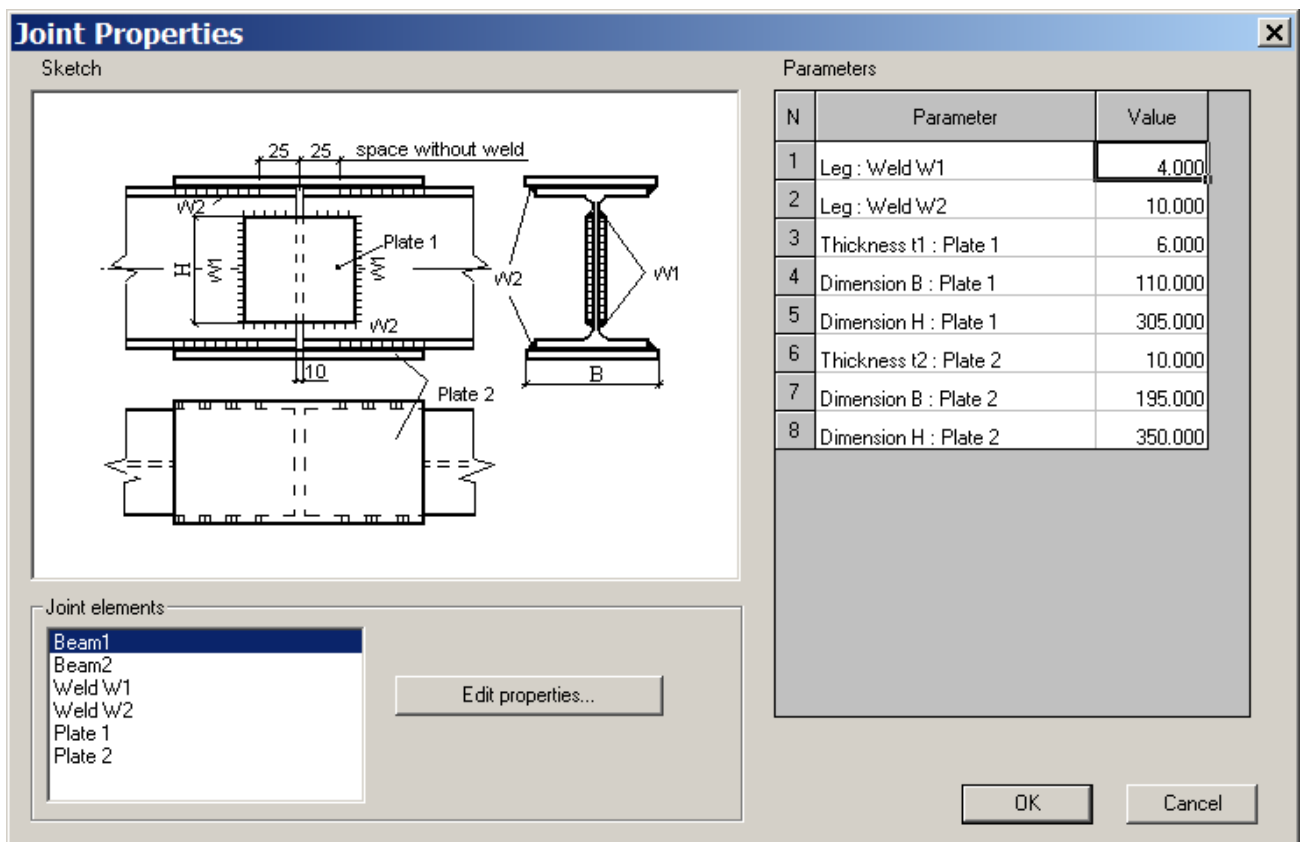 Joint Properties
Sketch
25 25 space without weld
W2
Plate 1
H
W1
W1
W2
W2
W1
10
Plate 2
B
Joint elements
Beam1
Beam2
Weld W1
Weld W2
Plate 1
Plate 2
Edit properties...
Parameters
N Parameter Value
1 Leg : Weld W1 4.000
2 Leg : Weld W2 10.000
3 Thickness t1 : Plate 1 6.000
4 Dimension B : Plate 1 110.000
5 Dimension H : Plate 1 305.000
6 Thickness t2 : Plate 2 10.000
7 Dimension B : Plate 2 195.000
8 Dimension H : Plate 2 350.000
OK Cancel